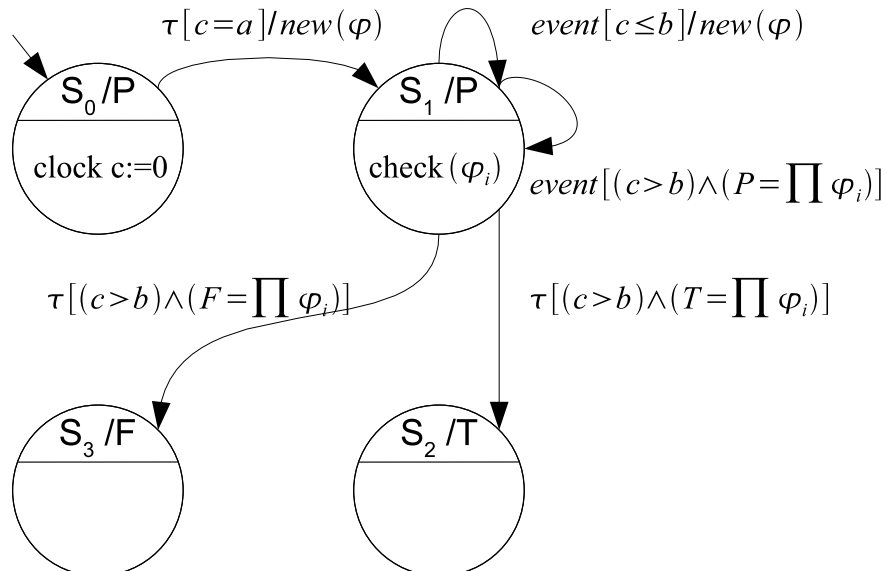 τ[c=a]/new(φ)
event[c≤b]/new(φ)
S₀/P
S₁/P
clock c:=0
check(φᵢ)
event[(c>b)∧(P=∏ φᵢ)]
τ[(c>b)∧(F=∏ φᵢ)]
τ[(c>b)∧(T=∏ φᵢ)]
S₃/F
S₂/T